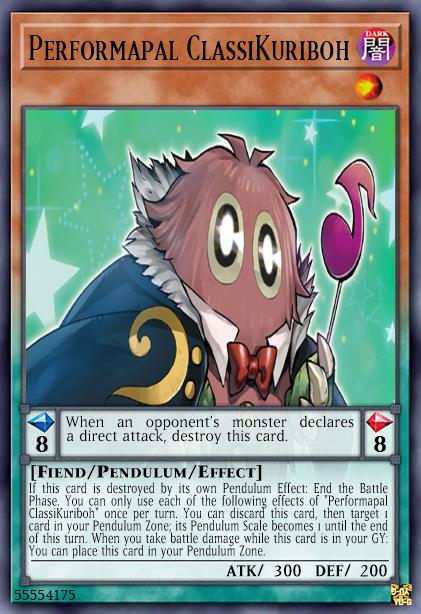 PERFORMAPAL CLASSIKURIBOH
DARK
闇
When an opponent's monster declares
a direct attack, destroy this card.
8
8
[FIEND/PENDULUM/EFFECT]
If this card is destroyed by its own Pendulum Effect: End the Battle
Phase. You can only use each of the following effects of "Performapal
ClassiKuriboh" once per turn. You can discard this card, then target 1
card in your Pendulum Zone; its Pendulum Scale becomes 1 until the end
of this turn. When you take battle damage while this card is in your GY:
You can place this card in your Pendulum Zone.
ATK/ 300 DEF/ 200
55554175